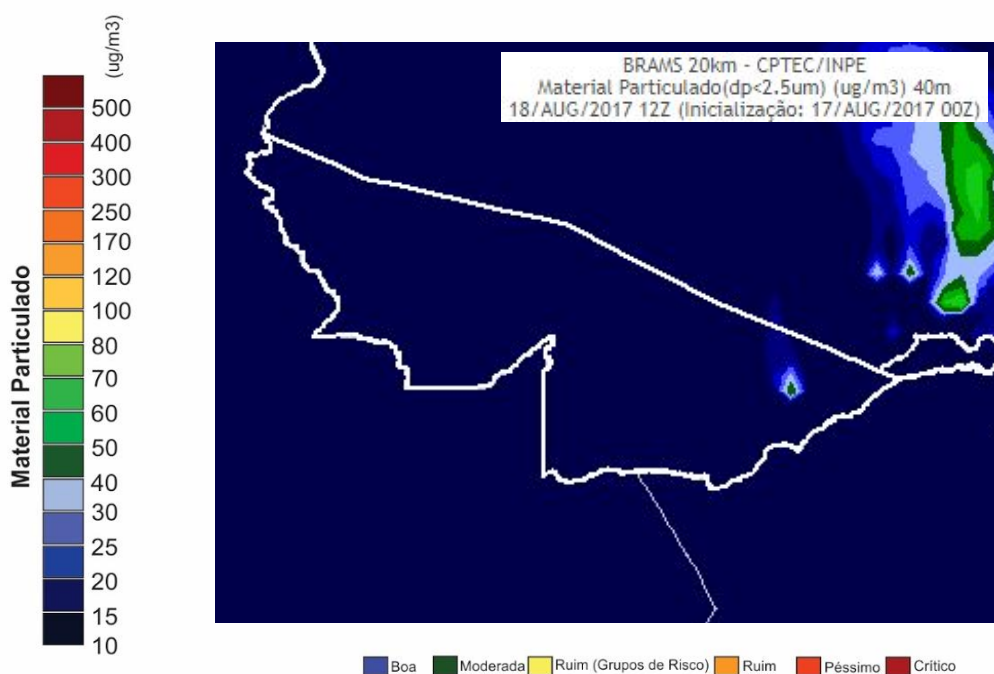 (ug/m3)
BRAMS 20km - CPTEC/INPE
Material Particulado(dp<2.5um) (ug/m3) 40m
18/AUG/2017 12Z (Inicialização: 17/AUG/2017 00Z)
500
400
300
250
170
120
100
80
70
60
50
40
30
25
20
15
10
Material Particulado
Boa
Moderada
Ruim (Grupos de Risco)
Ruim
Péssimo
Crítico